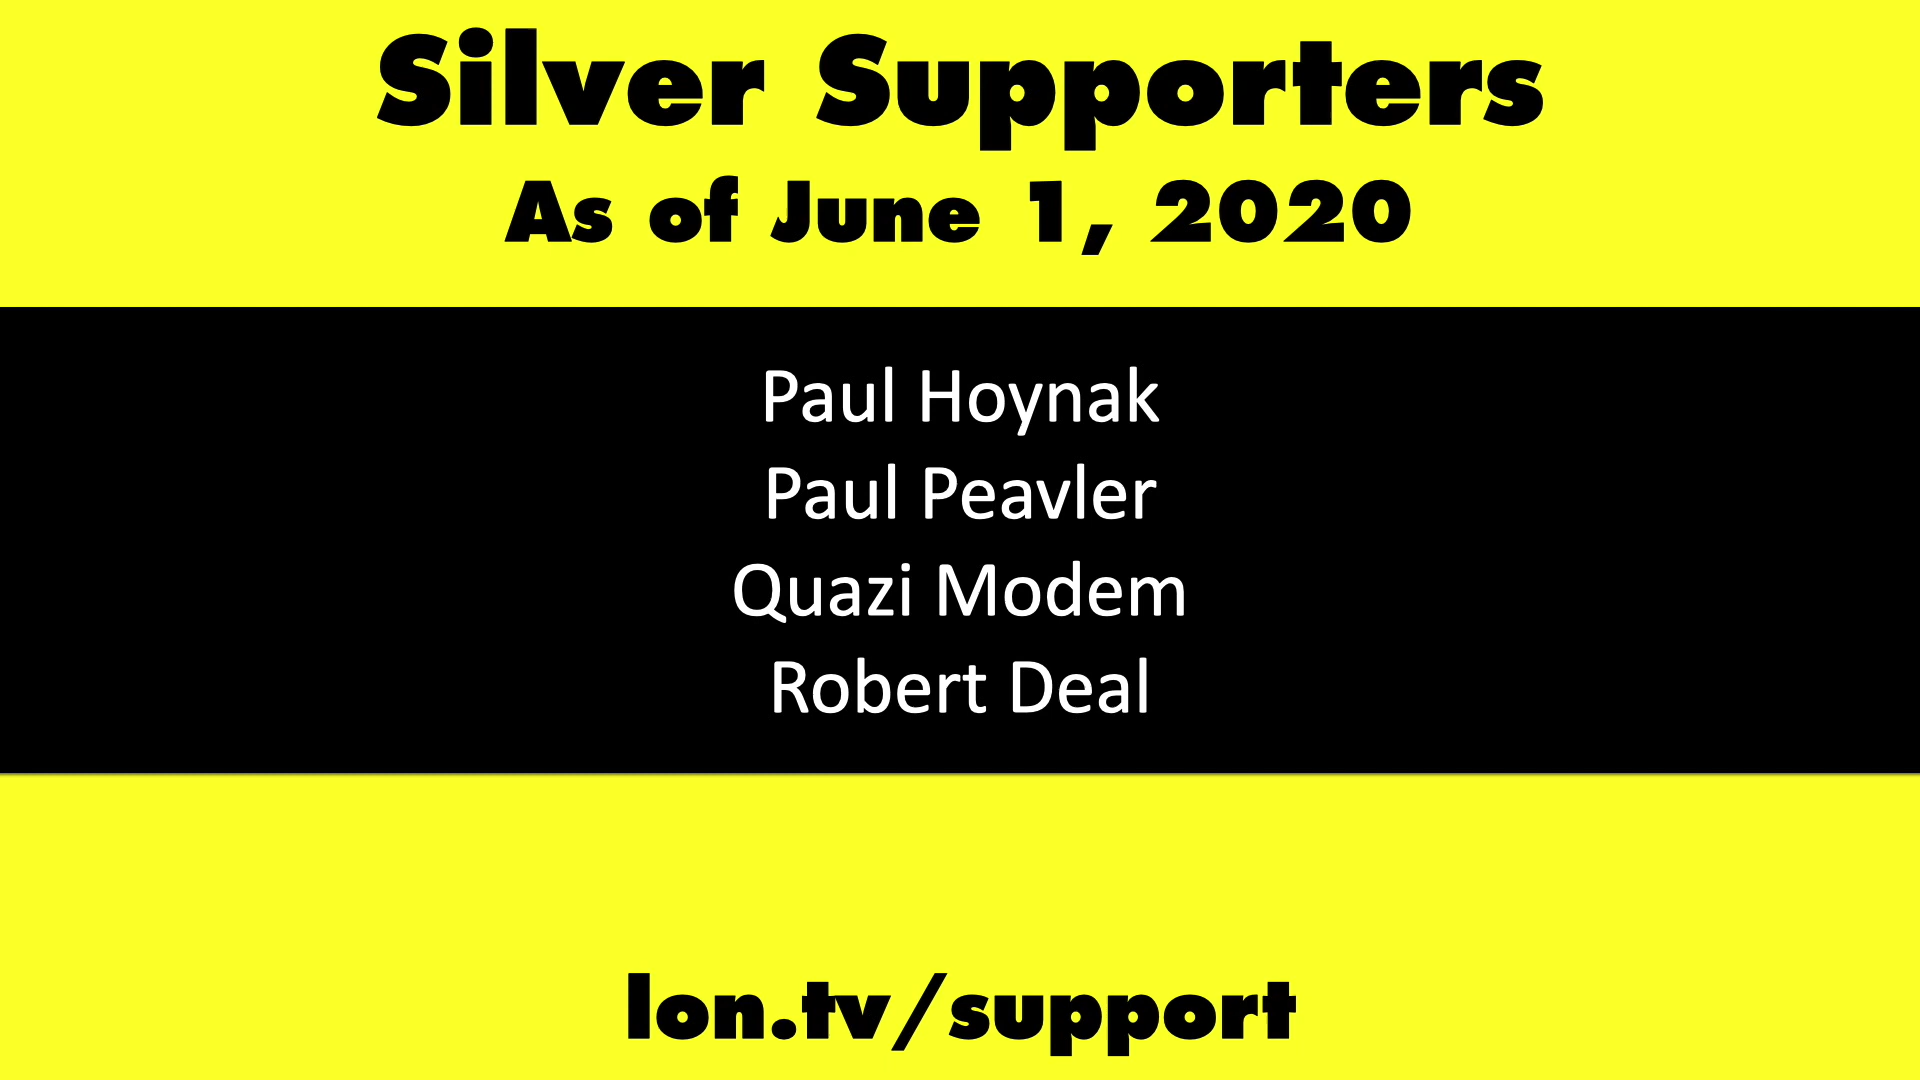 Silver Supporters
As of June 1, 2020
Paul Hoynak
Paul Peavler
Quazi Modem
Robert Deal
lon.tv/support